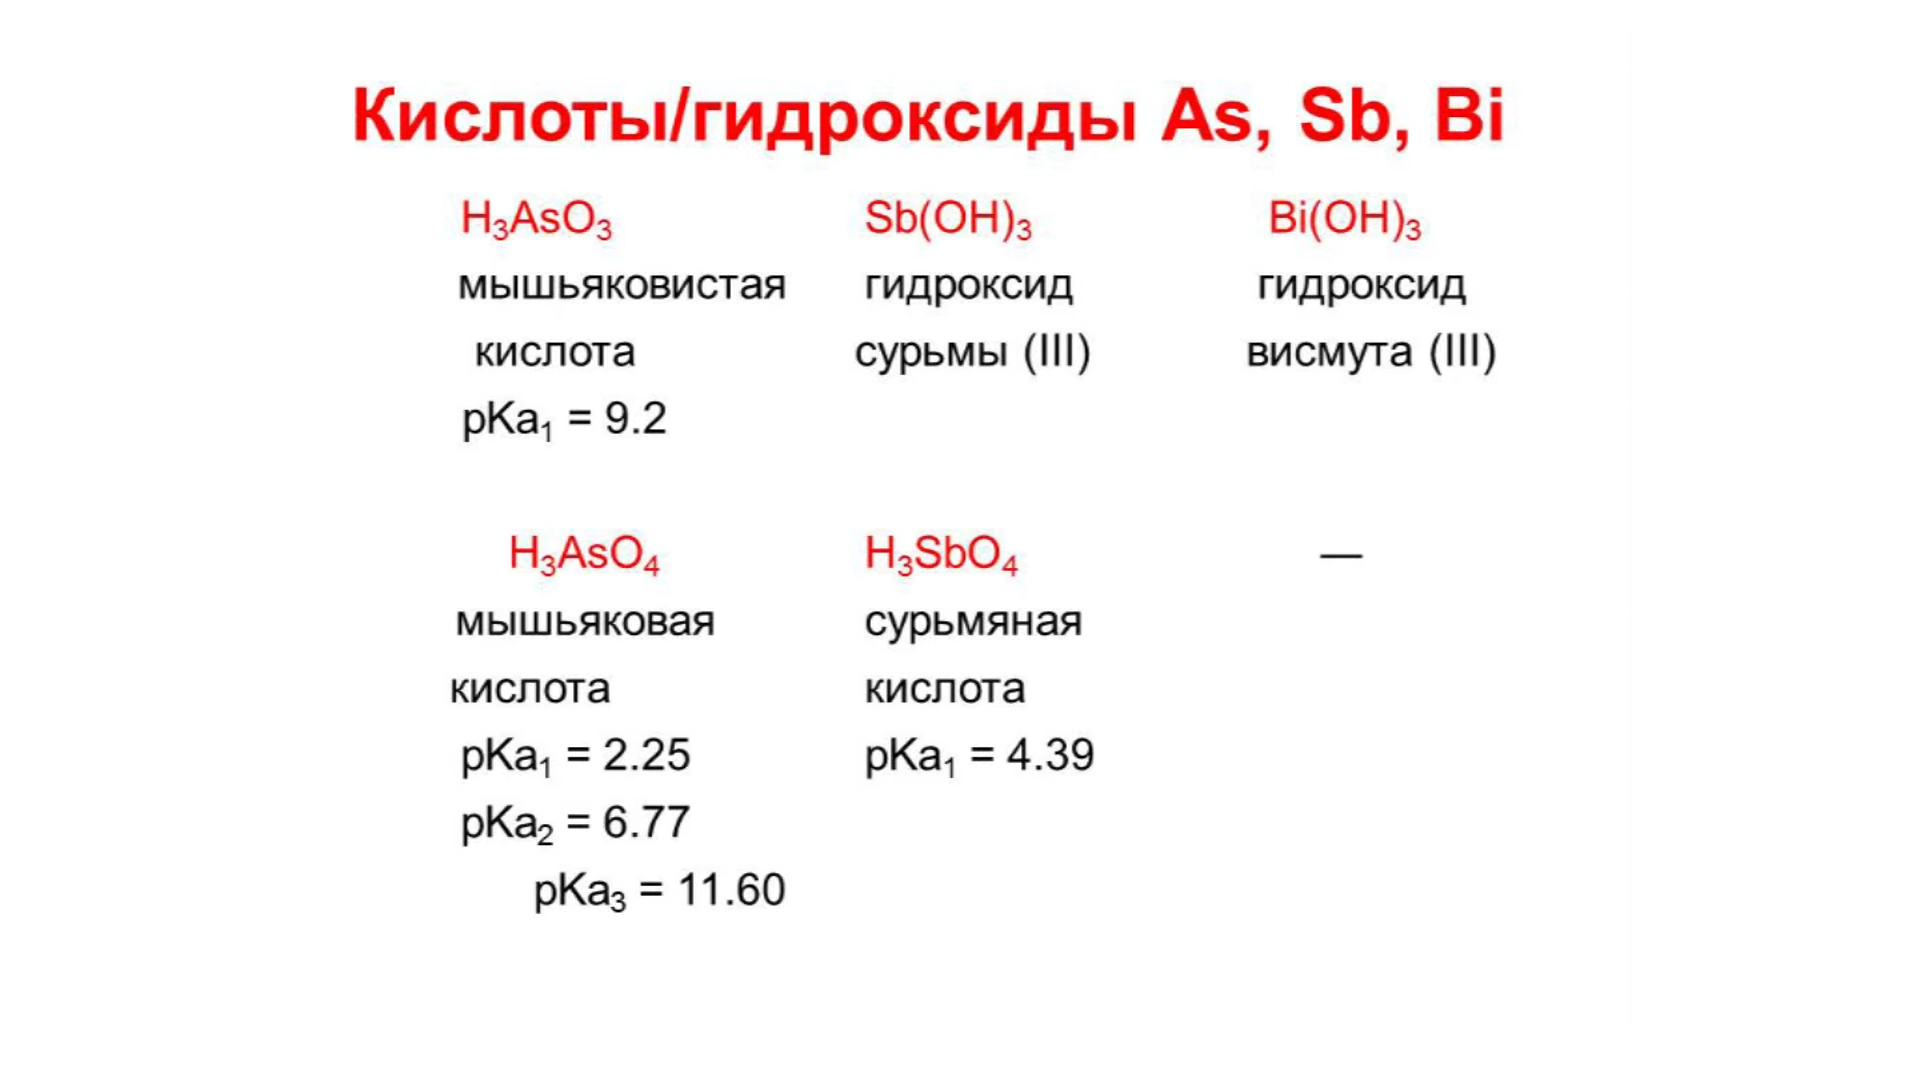 Кислоты/гидроксиды As, Sb, Bi
H₃AsO₃ Sb(OH)₃ Bi(OH)₃
мышьяковистая гидроксид гидроксид
кислота сурьмы (III) висмута (III)
pKa₁ = 9.2
H₃AsO₄ H₃SbO₄ —
мышьяковая сурьмяная
кислота кислота
pKa₁ = 2.25 pKa₁ = 4.39
pKa₂ = 6.77
pKa₃ = 11.60